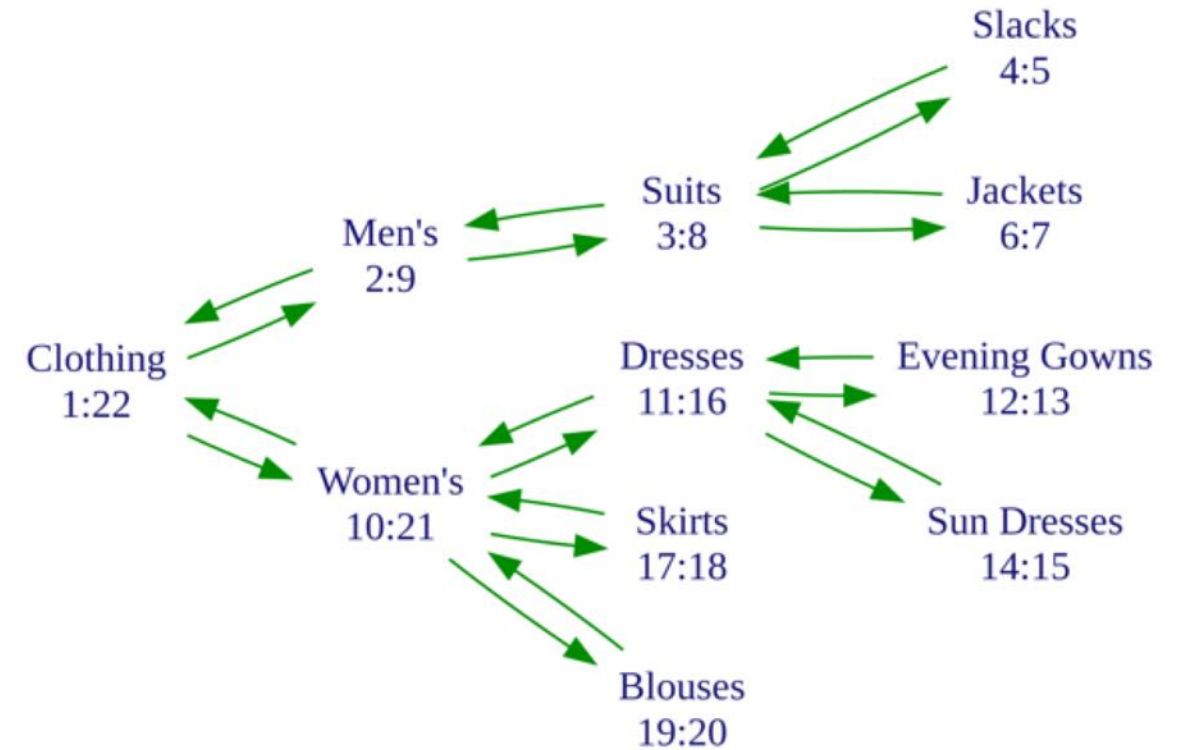 Slacks
4:5
Suits
3:8
Jackets
6:7
Men's
2:9
Clothing
1:22
Dresses
11:16
Evening Gowns
12:13
Women's
10:21
Skirts
17:18
Sun Dresses
14:15
Blouses
19:20